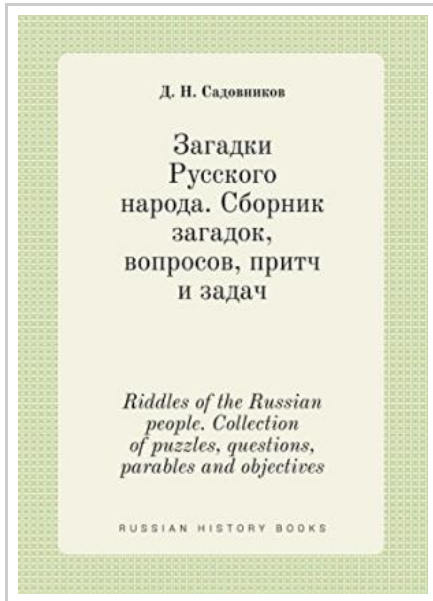 Д. Н. Садовников
Загадки
Русского
народа. Сборник
загадок,
вопросов, притч
и задач
Riddles of the Russian
people. Collection
of puzzles, questions,
parables and objectives
RUSSIAN HISTORY BOOKS